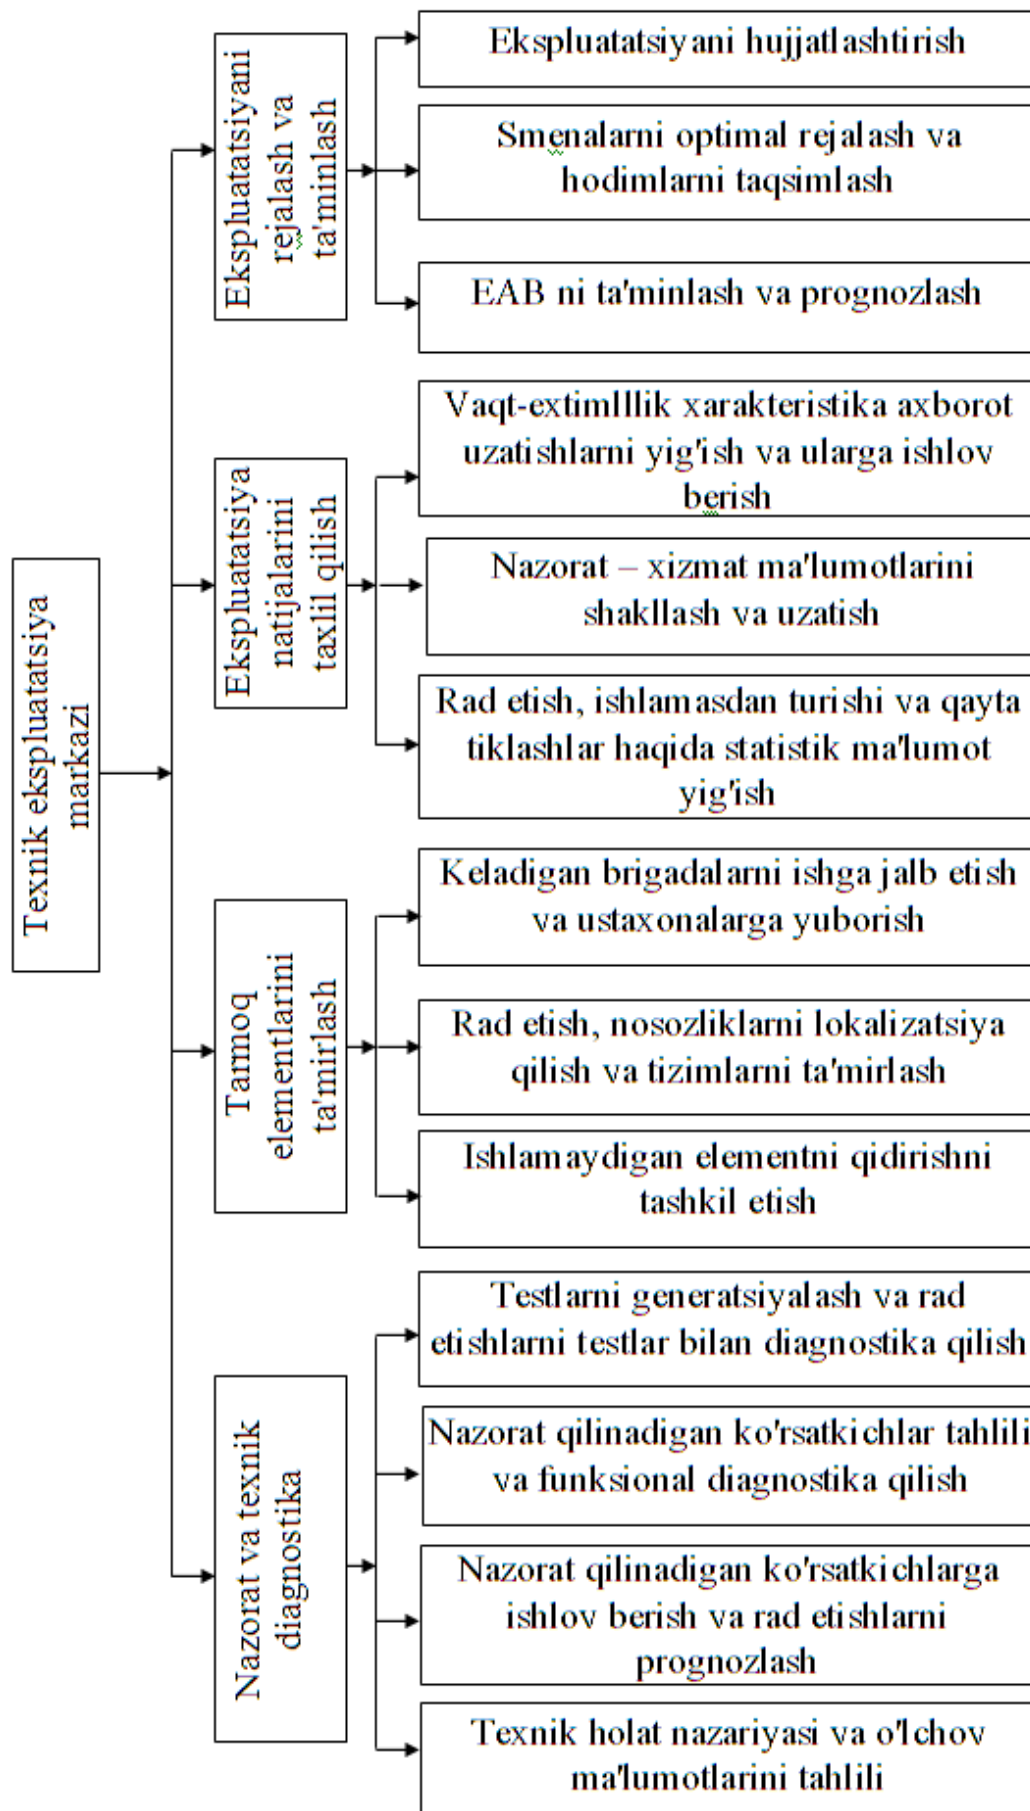 Texnik ekspluatatsiya
markazi
Ekspluatatsiyani
rejalash va
ta'minlash
Ekspluatatsiyani hujjatlashtirish
Smenalarni optimal rejalash va
hodimlarni taqsimlash
EAB ni ta'minlash va prognozlash
Ekspluatatsiya
natijalarini
taxlil qilish
Vaqt-extimlllik xarakteristika axborot
uzatishlarni yig'ish va ularga ishlov
berish
Nazorat – xizmat ma'lumotlarini
shakllash va uzatish
Rad etish, ishlamasdan turishi va qayta
tiklashlar haqida statistik ma'lumot
yig'ish
Tarmoq
elementlarini
ta'mirlash
Keladigan brigadalarni ishga jalb etish
va ustaxonalarga yuborish
Rad etish, nosozliklarni lokalizatsiya
qilish va tizimlarni ta'mirlash
Ishlamaydigan elementni qidirishni
tashkil etish
Nazorat va texnik
diagnostika
Testlarni generatsiyalash va rad
etishlarni testlar bilan diagnostika qilish
Nazorat qilinadigan ko'rsatkichlar tahlili
va funksional diagnostika qilish
Nazorat qilinadigan ko'rsatkichlarga
ishlov berish va rad etishlarni
prognozlash
Texnik holat nazariyasi va o'lchov
ma'lumotlarini tahlili